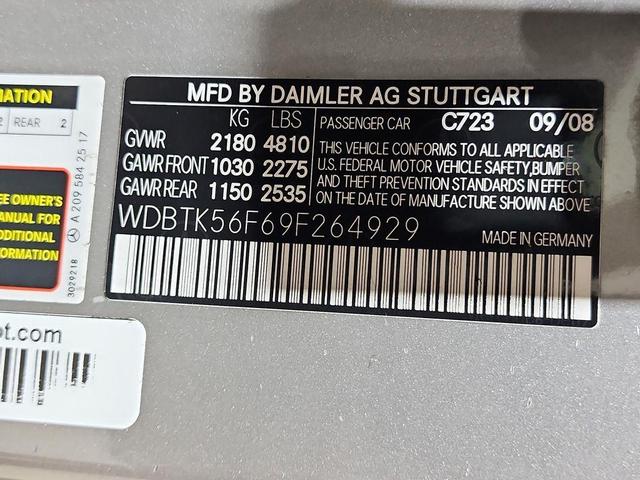 MFD BY DAIMLER AG STUTTGART
KG LBS
GVWR 2180 4810
GAWR FRONT 1030 2275
GAWR REAR 1150 2535
PASSENGER CAR C723 09/08
THIS VEHICLE CONFORMS TO ALL APPLICABLE
U.S. FEDERAL MOTOR VEHICLE SAFETY,BUMPER
AND THEFT PREVENTION STANDARDS IN EFFECT
ON THE DATE OF MANUFACTURE SHOWN ABOVE
WDBTK56F69F264929
MADE IN GERMANY
MATION
2 REAR 2
EE OWNER'S
ANUAL FOR
DDITIONAL
FORMATION
A 209 584 25 17
3029218
ot.com